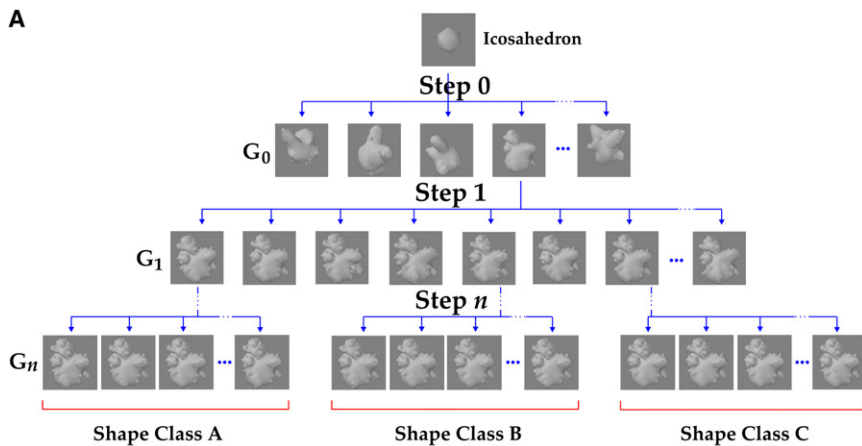 A
Icosahedron
Step 0
G0
Step 1
G1
Step n
Gn
Shape Class A
Shape Class B
Shape Class C